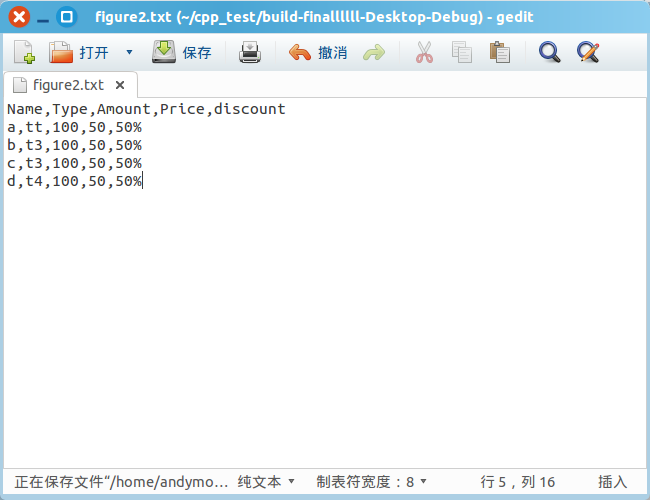 figure2.txt (~/cpp_test/build-finallllll-Desktop-Debug) - gedit
打开 保存 撤消
figure2.txt
Name,Type,Amount,Price,discount
a,tt,100,50,50%
b,t3,100,50,50%
c,t3,100,50,50%
d,t4,100,50,50%
正在保存文件“/home/andymo… 纯文本 制表符宽度：8 行 5，列 16 插入